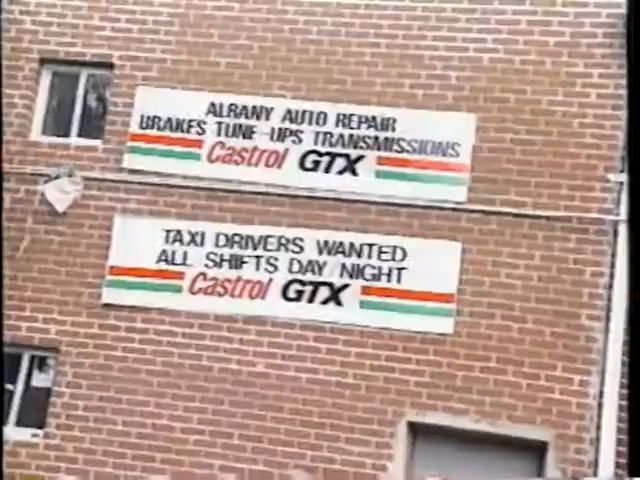 ALBANY AUTO REPAIR
BRAKES TUNE-UPS TRANSMISSIONS
Castrol GTX
TAXI DRIVERS WANTED
ALL SHIFTS DAY/NIGHT
Castrol GTX